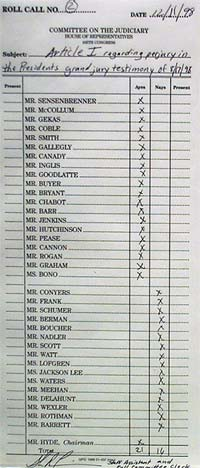 ROLL CALL NO. 2 DATE 12/11/98
COMMITTEE ON THE JUDICIARY
HOUSE OF REPRESENTATIVES
105TH CONGRESS
Subject: Article I regarding perjury in
the Presidents grand jury testimony of 8/17/98
Present Ayes Nays Present
MR. SENSENBRENNER X
MR. McCOLLUM X
MR. GEKAS X
MR. COBLE X
MR. SMITH X
MR. GALLEGLY X
MR. CANADY X
MR. INGLIS X
MR. GOODLATTE X
MR. BUYER X
MR. BRYANT X
MR. CHABOT X
MR. BARR X
MR. JENKINS X
MR. HUTCHINSON X
MR. PEASE X
MR. CANNON X
MR. ROGAN X
MR. GRAHAM X
MS. BONO X
MR. CONYERS X
MR. FRANK X
MR. SCHUMER X
MR. BERMAN X
MR. BOUCHER X
MR. NADLER X
MR. SCOTT X
MR. WATT X
MS. LOFGREN X
MS. JACKSON LEE X
MS. WATERS X
MR. MEEHAN X
MR. DELAHUNT X
MR. WEXLER X
MR. ROTHMAN X
MR. BARRETT X
MR. HYDE, Chairman X
Total 21 16
Staff Assistant and